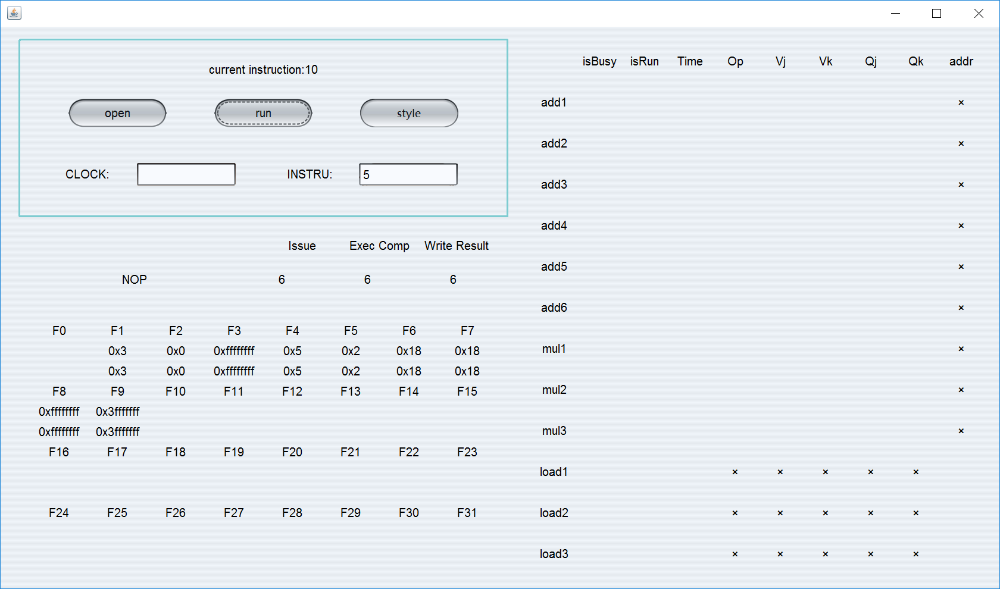 current instruction:10
open run style
CLOCK: INSTRU: 5
Issue Exec Comp Write Result
NOP 6 6 6
F0 F1 F2 F3 F4 F5 F6 F7
0x3 0x0 0xffffffff 0x5 0x2 0x18 0x18
0x3 0x0 0xffffffff 0x5 0x2 0x18 0x18
F8 F9 F10 F11 F12 F13 F14 F15
0xffffffff 0x3fffffff
0xffffffff 0x3fffffff
F16 F17 F18 F19 F20 F21 F22 F23
F24 F25 F26 F27 F28 F29 F30 F31
isBusy isRun Time Op Vj Vk Qj Qk addr
add1 ×
add2 ×
add3 ×
add4 ×
add5 ×
add6 ×
mul1 ×
mul2 ×
mul3 ×
load1 × × × × ×
load2 × × × × ×
load3 × × × × ×